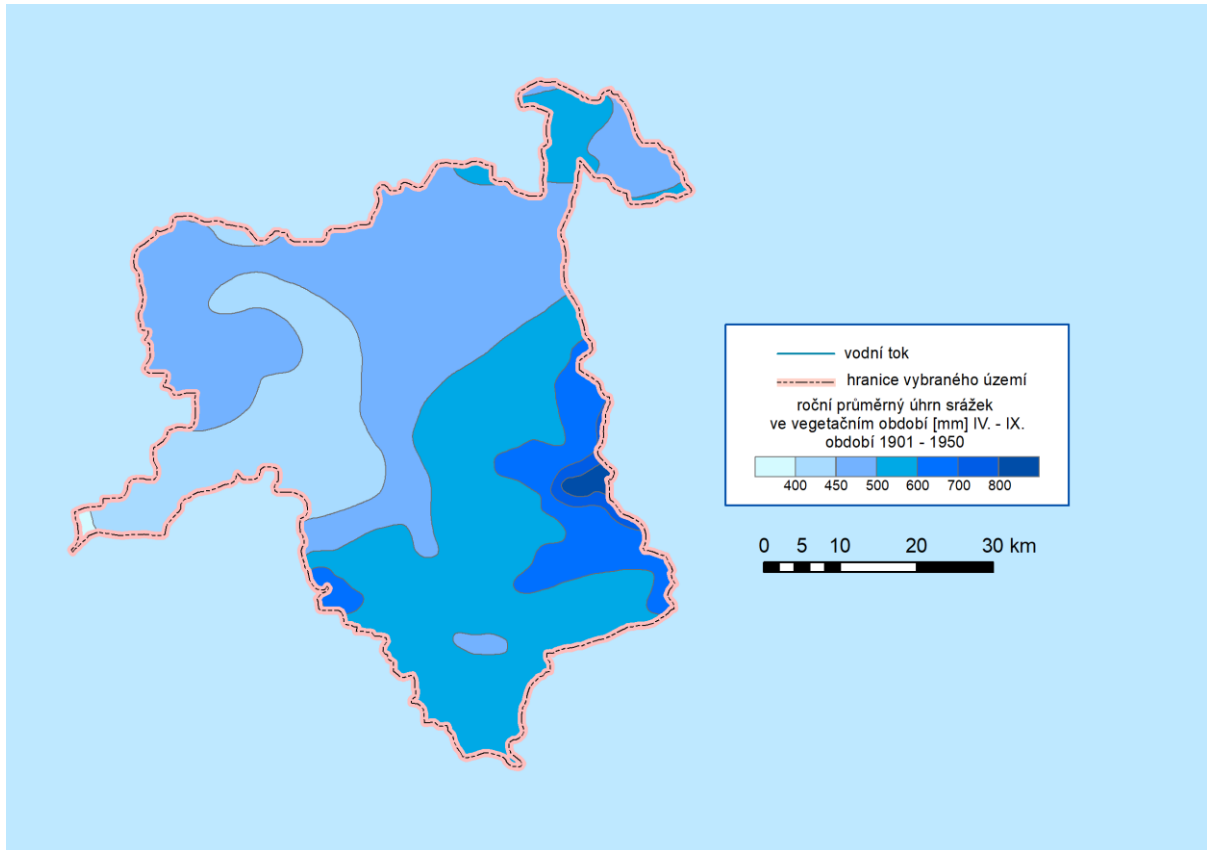 vodní tok
hranice vybraného území
roční průměrný úhrn srážek
ve vegetačním období [mm] IV. - IX.
období 1901 - 1950
400 450 500 600 700 800
0 5 10 20 30 km